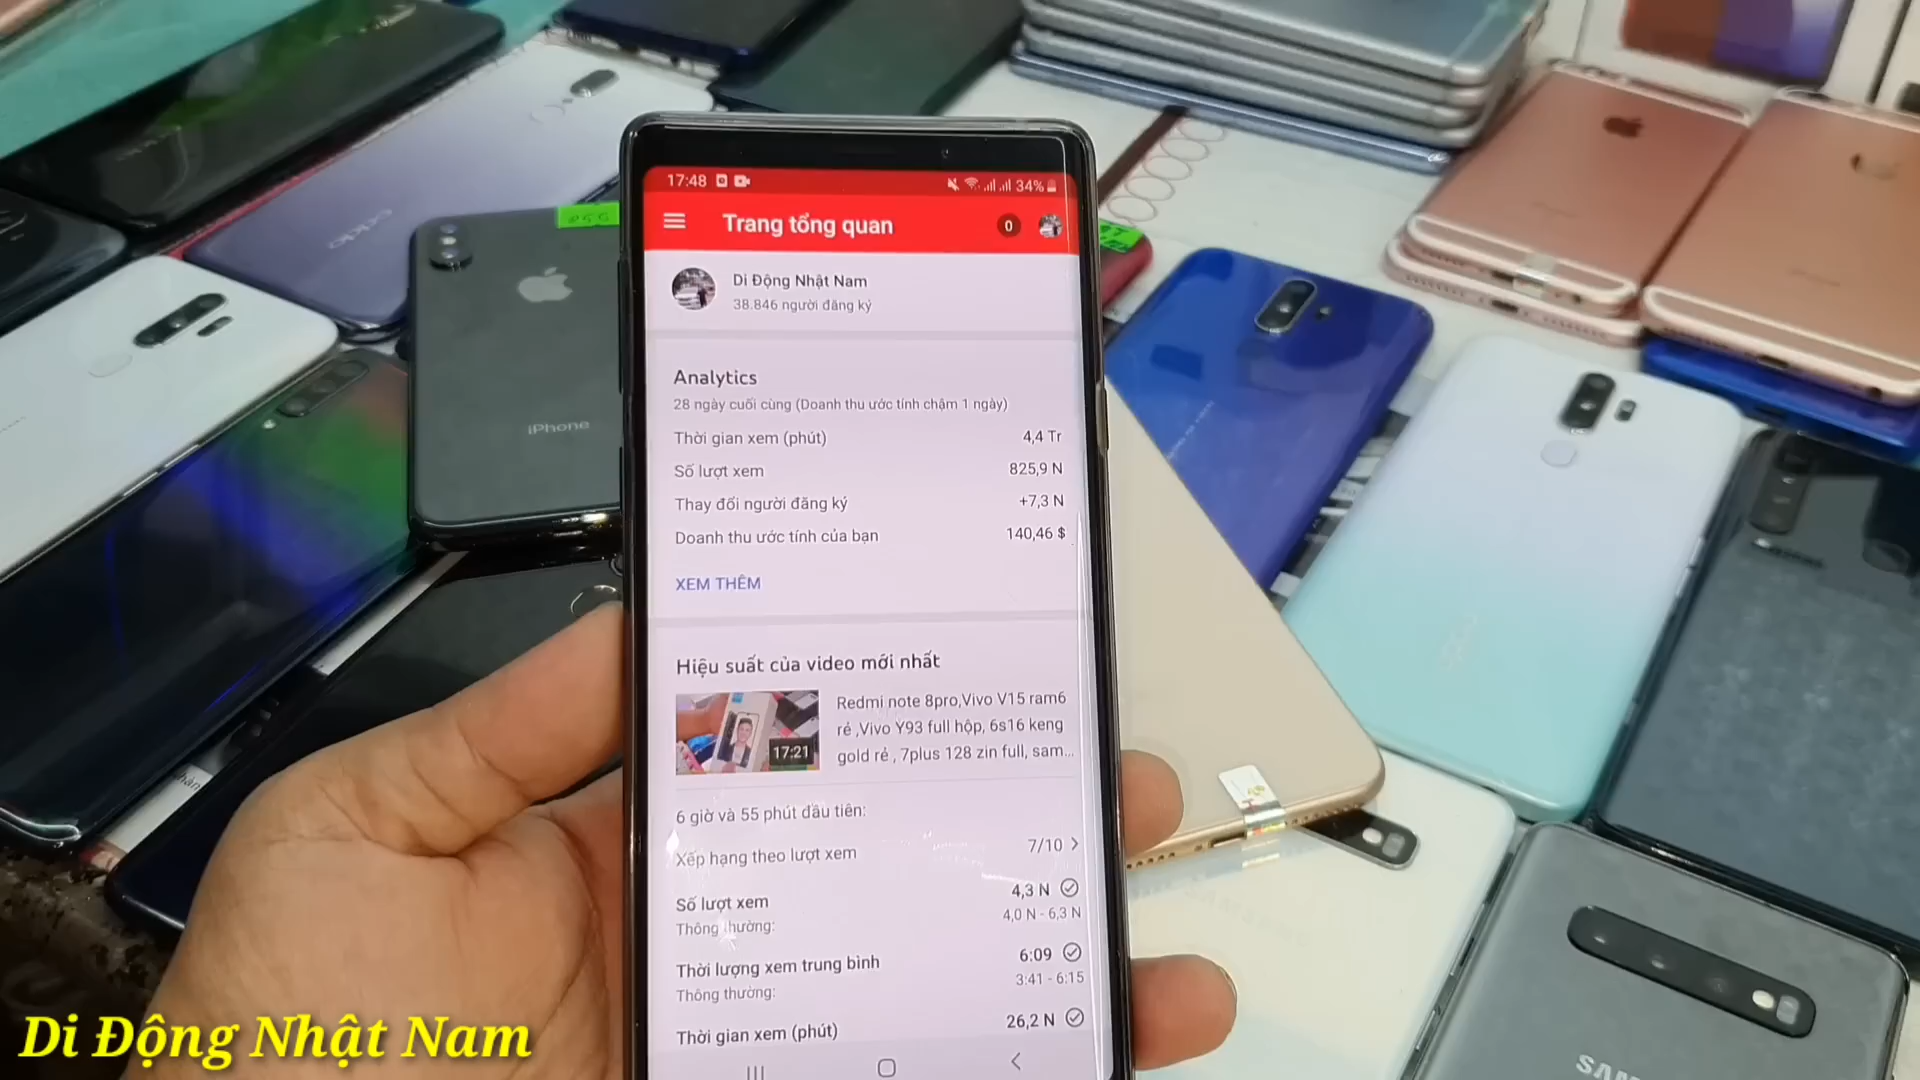 17:48
34%
Trang tổng quan
0
Di Động Nhật Nam
38.846 người đăng ký
Analytics
28 ngày cuối cùng (Doanh thu ước tính chậm 1 ngày)
Thời gian xem (phút) 4,4 Tr
Số lượt xem 825,9 N
Thay đổi người đăng ký +7,3 N
Doanh thu ước tính của bạn 140,46 $
XEM THÊM
Hiệu suất của video mới nhất
Redmi note 8pro,Vivo V15 ram6
rẻ ,Vivo Y93 full hộp, 6s16 keng
gold rẻ , 7plus 128 zin full, sam...
17:21
6 giờ và 55 phút đầu tiên:
Xếp hạng theo lượt xem 7/10
Số lượt xem 4,3 N
Thông thường: 4,0 N - 6,3 N
Thời lượng xem trung bình 6:09
Thông thường: 3:41 - 6:15
Thời gian xem (phút) 26,2 N
iPhone
oppo
Di Động Nhật Nam